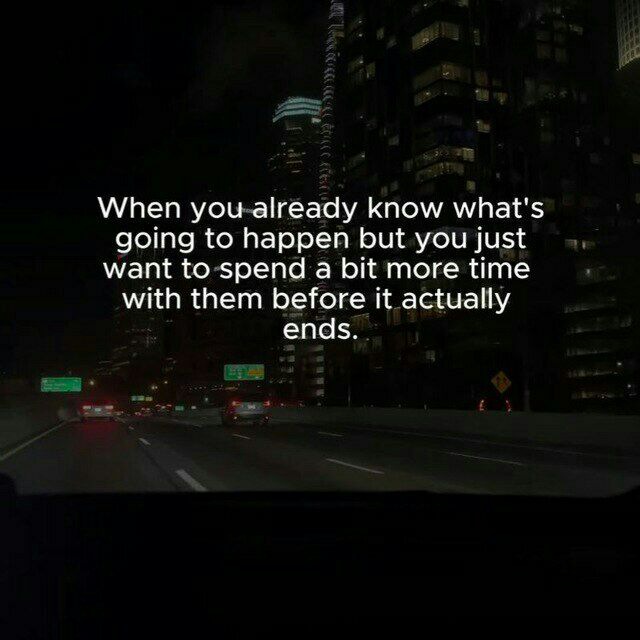 When you already know what's
going to happen but you just
want to spend a bit more time
with them before it actually
ends.